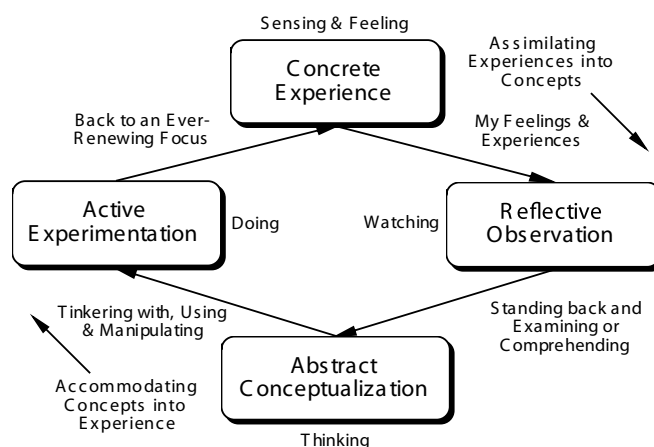 Sensing & Feeling
Concrete
Experience
Assimilating
Experiences into
Concepts
Back to an Ever-
Renewing Focus
My Feelings &
Experiences
Active
Experimentation
Doing
Watching
Reflective
Observation
Tinkering with, Using
& Manipulating
Standing back and
Examining or
Comprehending
Abstract
Conceptualization
Accommodating
Concepts into
Experience
Thinking